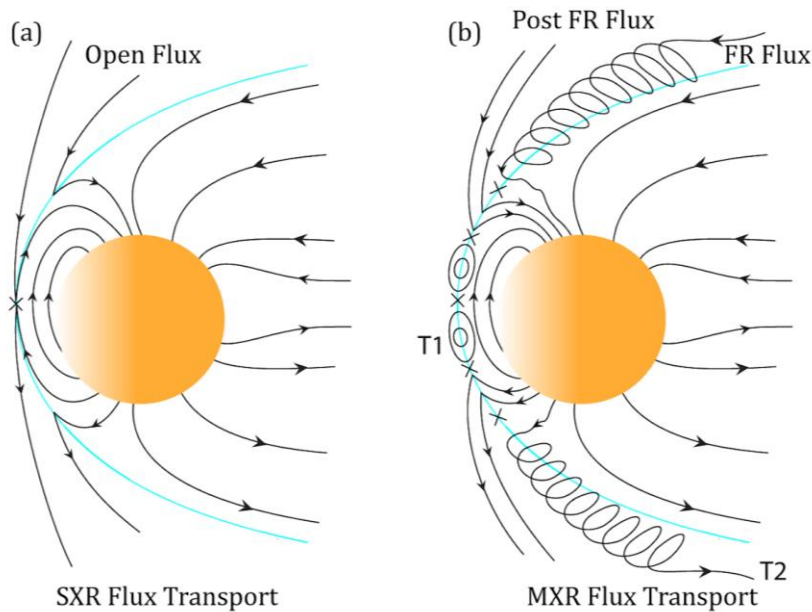 (a)
Open Flux
SXR Flux Transport
(b)
Post FR Flux
FR Flux
T1
T2
MXR Flux Transport